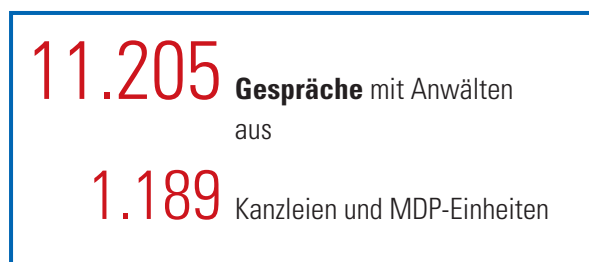 11.205 Gespräche mit Anwälten
aus
1.189 Kanzleien und MDP-Einheiten